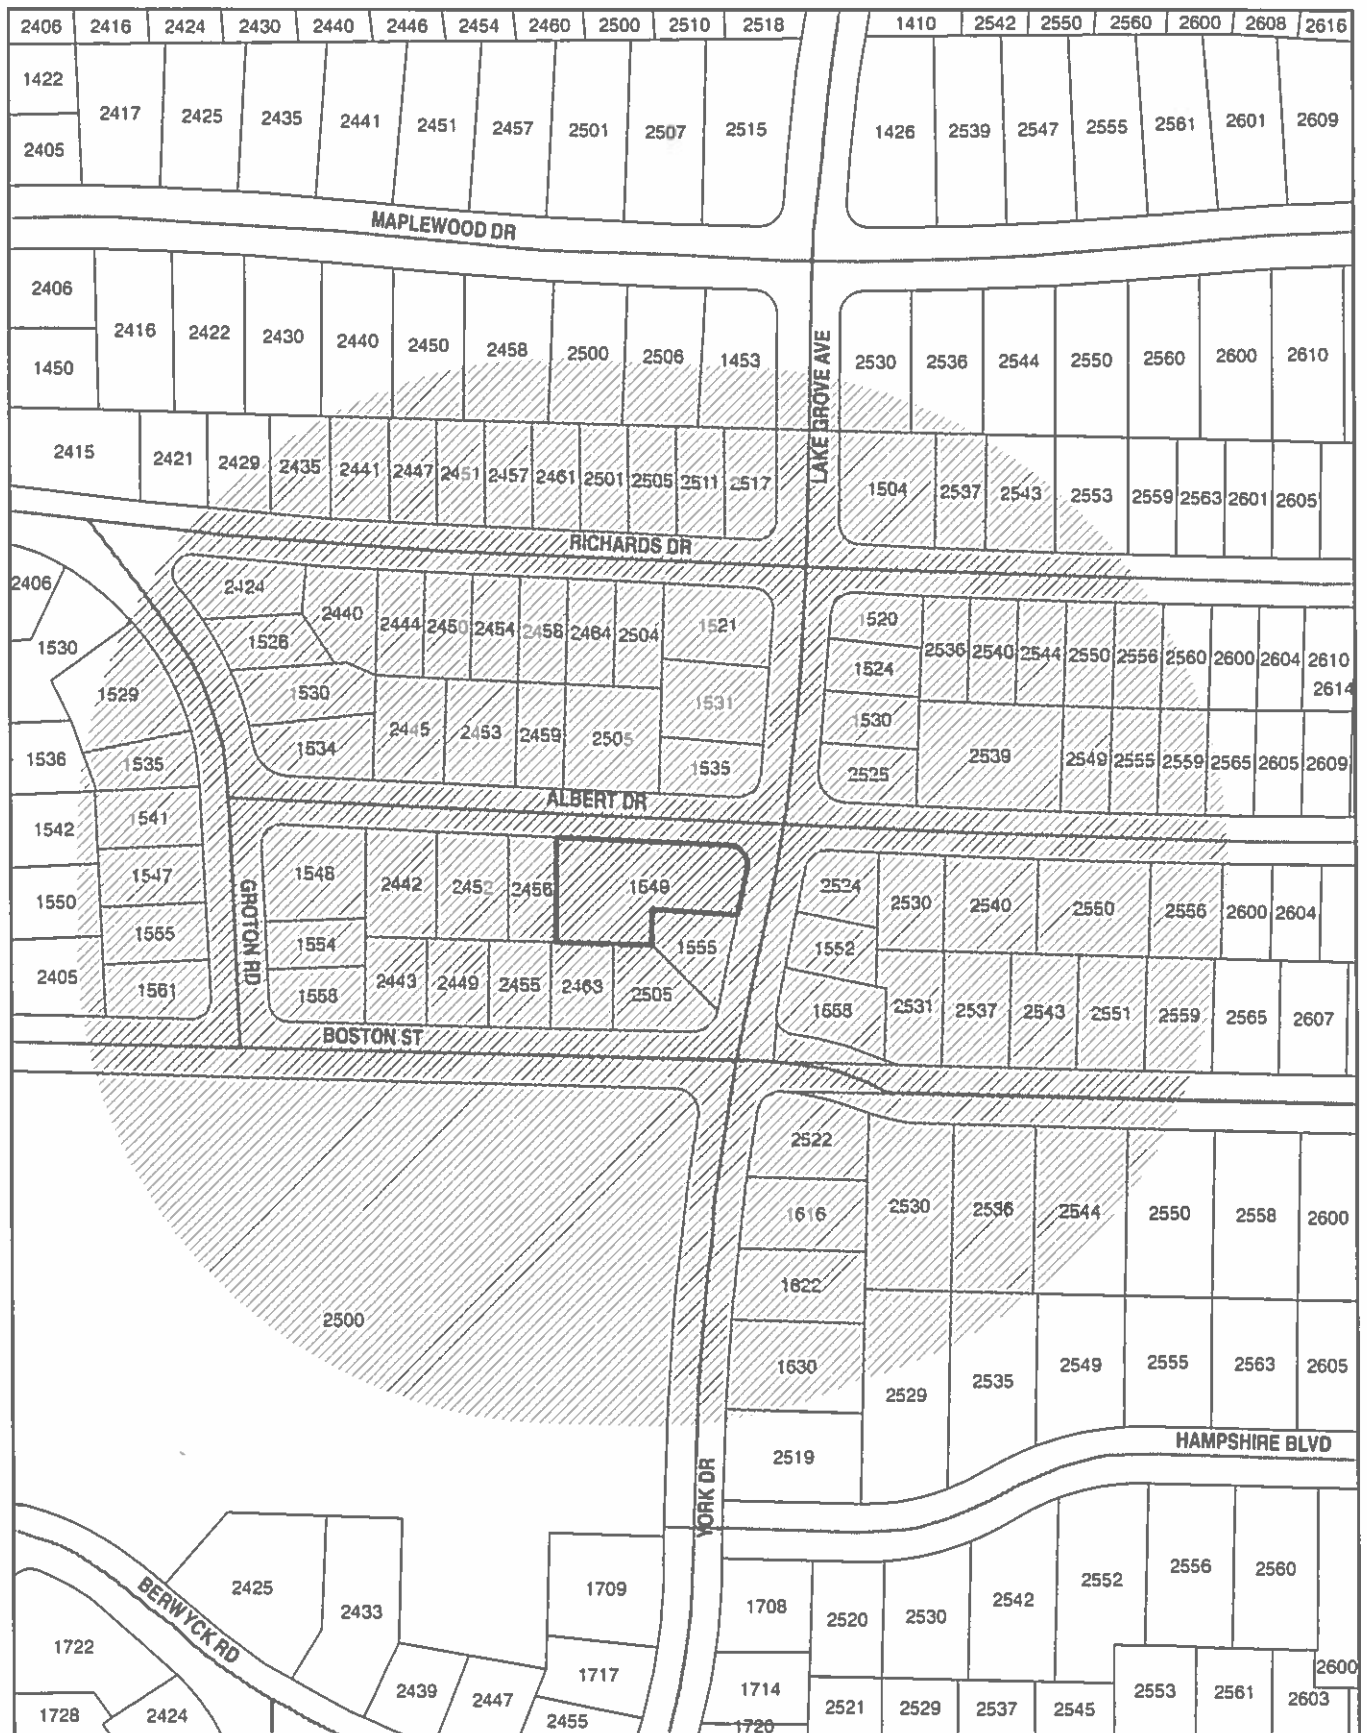 2406 2416 2424 2430 2440 2446 2454 2460 2500 2510 2518 1410 2542 2550 2560 2600 2608 2616
1422
2417 2425 2435 2441 2451 2457 2501 2507 2515 1426 2539 2547 2555 2561 2601 2609
2405
MAPLEWOOD DR
2406
2416 2422 2430 2440 2450 2458 2500 2506 1453 2530 2536 2544 2550 2560 2600 2610
1450
LAKE GROVE AVE
2415 2421 2429 2435 2441 2447 2451 2457 2461 2501 2505 2511 2517 1504 2537 2543 2553 2559 2563 2601 2605
RICHARDS DR
2406 2424 2440 2444 2450 2454 2458 2464 2504 1521 1520 2536 2540 2544 2550 2556 2560 2600 2604 2610
1530 1526 1524
2614
1529 1530 1531 1530
1536 1535 1534 2445 2453 2459 2505 1535 2525 2539 2549 2555 2559 2565 2605 2609
ALBERT DR
1542 1541
1550 1547 1548 2442 2452 2456 1549 2524 2530 2540 2550 2556 2600 2604
GROTON RD
1555 1554 1555 1552
2405 1561 1558 2443 2449 2455 2463 2505 1558 2531 2537 2543 2551 2559 2565 2607
BOSTON ST
2522
1616 2530 2536 2544 2550 2558 2600
1622
2500
1630 2529 2535 2549 2555 2563 2605
HAMPSHIRE BLVD
2519
YORK DR
BERWYCK RD
2425 2433 1709 1708 2520 2530 2542 2552 2556 2560
1722 1717 2600
2439 2447 1714 2521 2529 2537 2545 2553 2561 2603
1728 2424 2455 1720